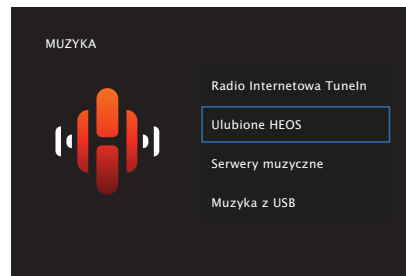 MUZYKA
Radio Internetowa TuneIn
Ulubione HEOS
Serwery muzyczne
Muzyka z USB